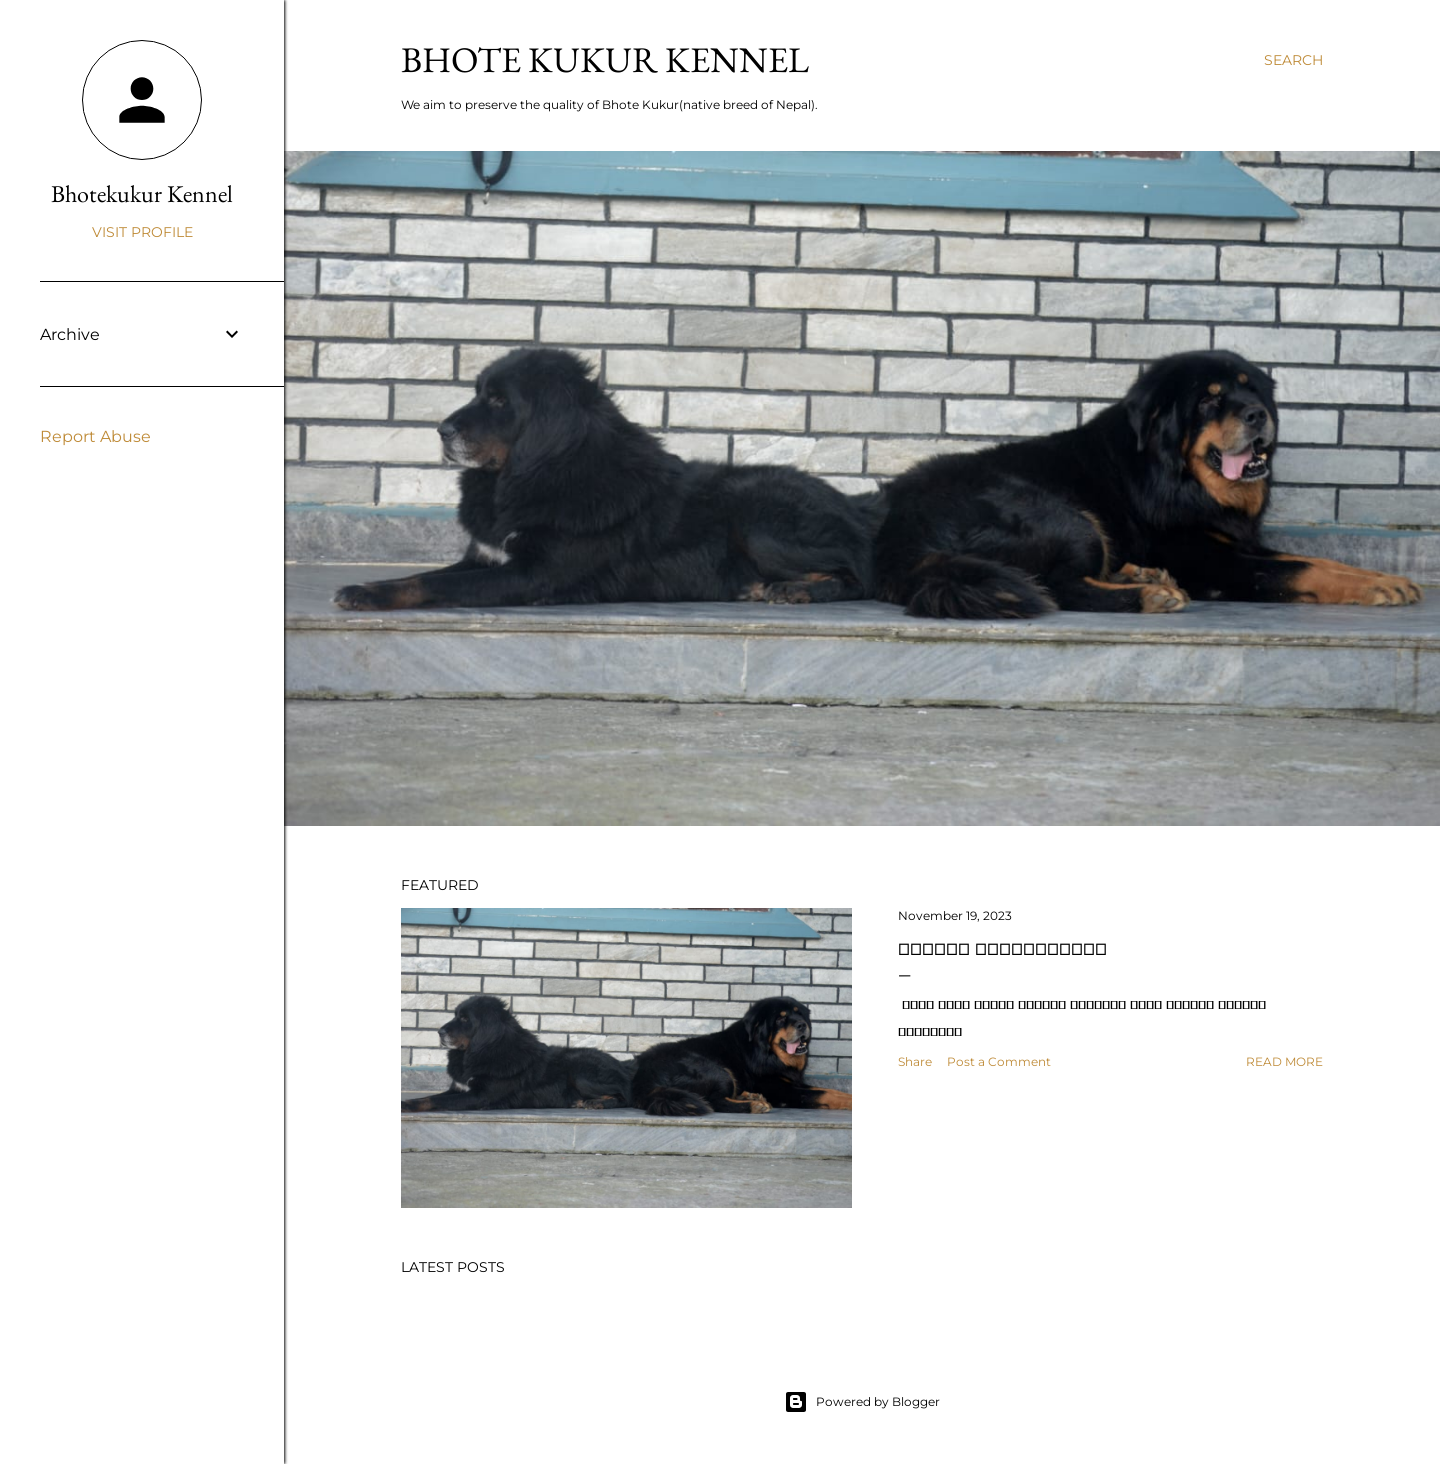 Bhotekukur Kennel
VISIT PROFILE
Archive
Report Abuse
BHOTE KUKUR KENNEL
SEARCH
We aim to preserve the quality of Bhote Kukur(native breed of Nepal).
FEATURED
November 19, 2023
Share Post a Comment READ MORE
LATEST POSTS
Powered by Blogger